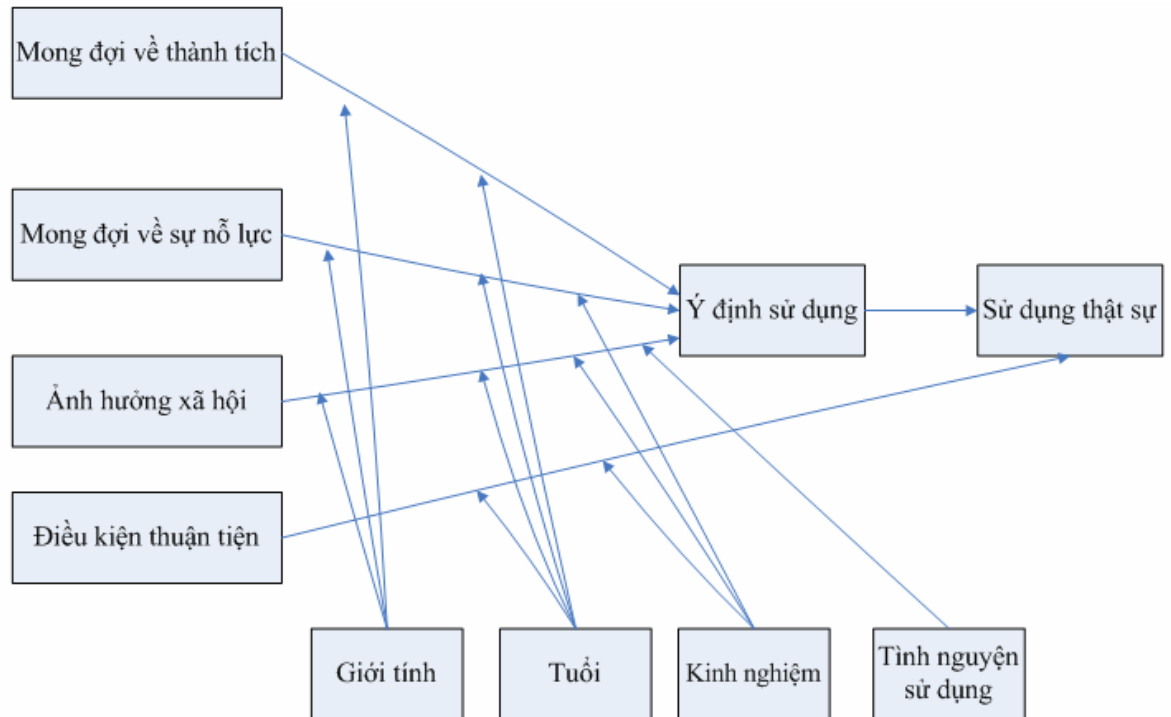 Mong đợi về thành tích
Mong đợi về sự nỗ lực
Ý định sử dụng
Sử dụng thật sự
Ảnh hưởng xã hội
Điều kiện thuận tiện
Giới tính
Tuổi
Kinh nghiệm
Tình nguyện
sử dụng